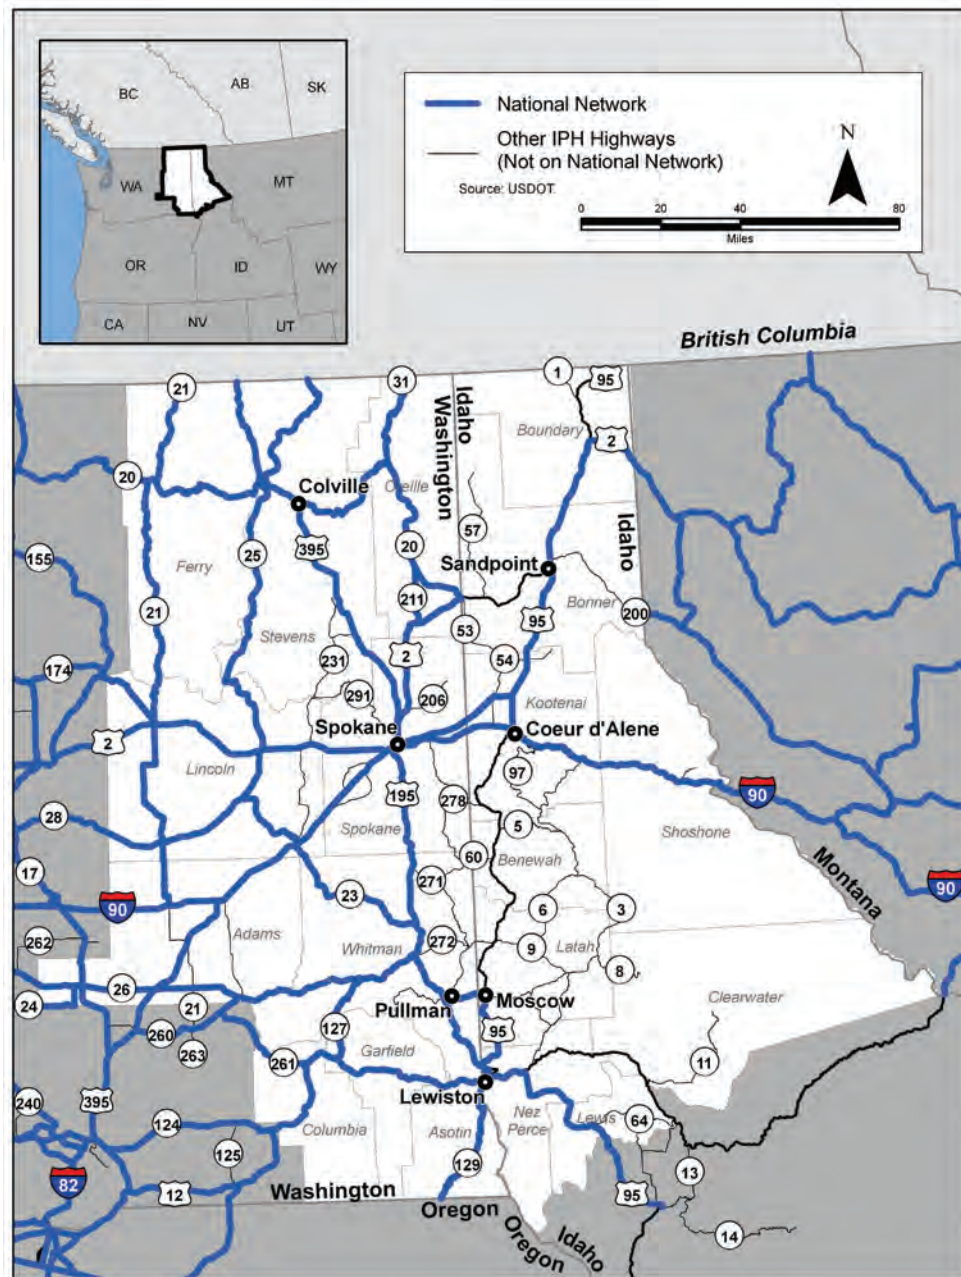 BC
AB
SK
WA
MT
OR
ID
WY
CA
NV
UT
National Network
Other IPH Highways
(Not on National Network)
Source: USDOT
N
0 20 40 80
Miles
British Columbia
21
31
1
95
Idaho
Washington
Boundary
2
20
Colville
Oreille
57
Idaho
155
25
395
20
Sandpoint
Ferry
21
211
Bonner
200
95
53
Stevens
2
54
174
231
291
206
Kootenai
Spokane
Coeur d'Alene
2
Lincoln
97
90
195
278
28
Spokane
5
Shoshone
60
Benewah
17
271
Montana
90
90
23
6
3
262
Adams
Whitman
272
9
Latah
8
26
24
21
Pullman
Moscow
Clearwater
127
95
260
263
261
Garfield
11
Lewiston
240
395
124
Columbia
Asotin
Nez
Perce
Lewis
64
125
129
13
82
12
Washington
95
Oregon
Oregon
Idaho
14